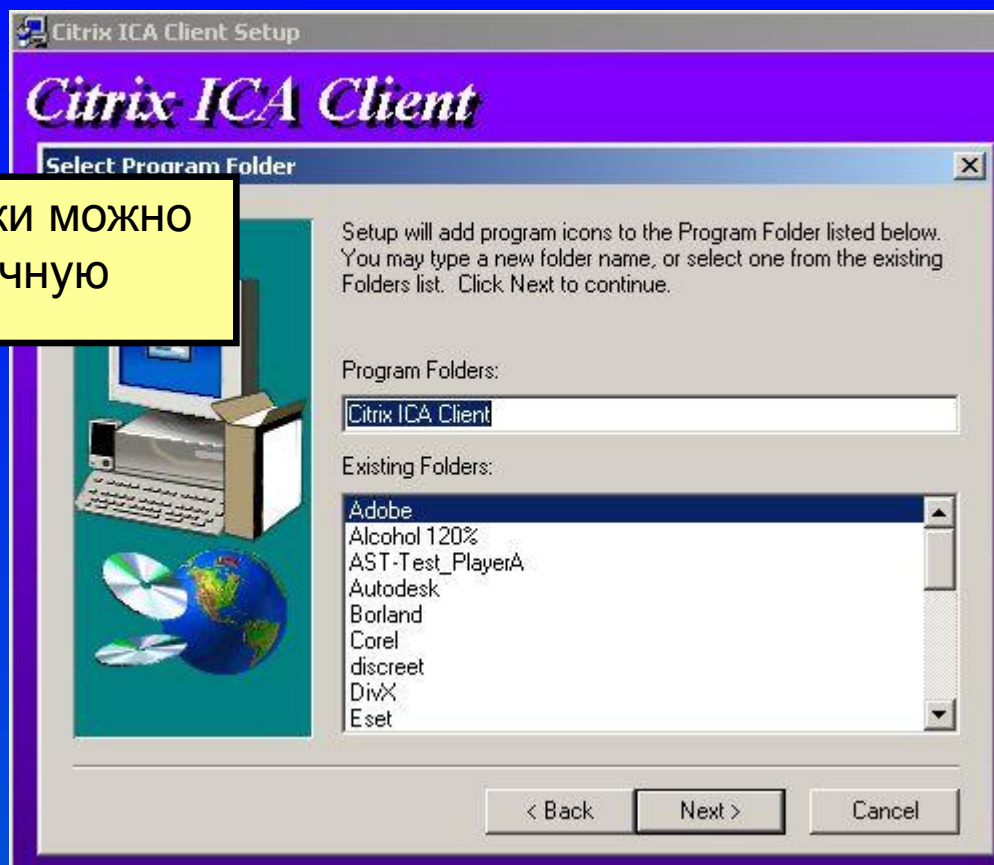 Citrix ICA Client Setup
Citrix ICA Client
Select Program Folder
можно
Setup will add program icons to the Program Folder listed below.
You may type a new folder name, or select one from the existing
Folders list. Click Next to continue.
Program Folders:
Citrix ICA Client
Existing Folders:
Adobe
Alcohol 120%
AST-Test_PlayerA
Autodesk
Borland
Corel
discreet
DivX
Eset
< Back
Next >
Cancel